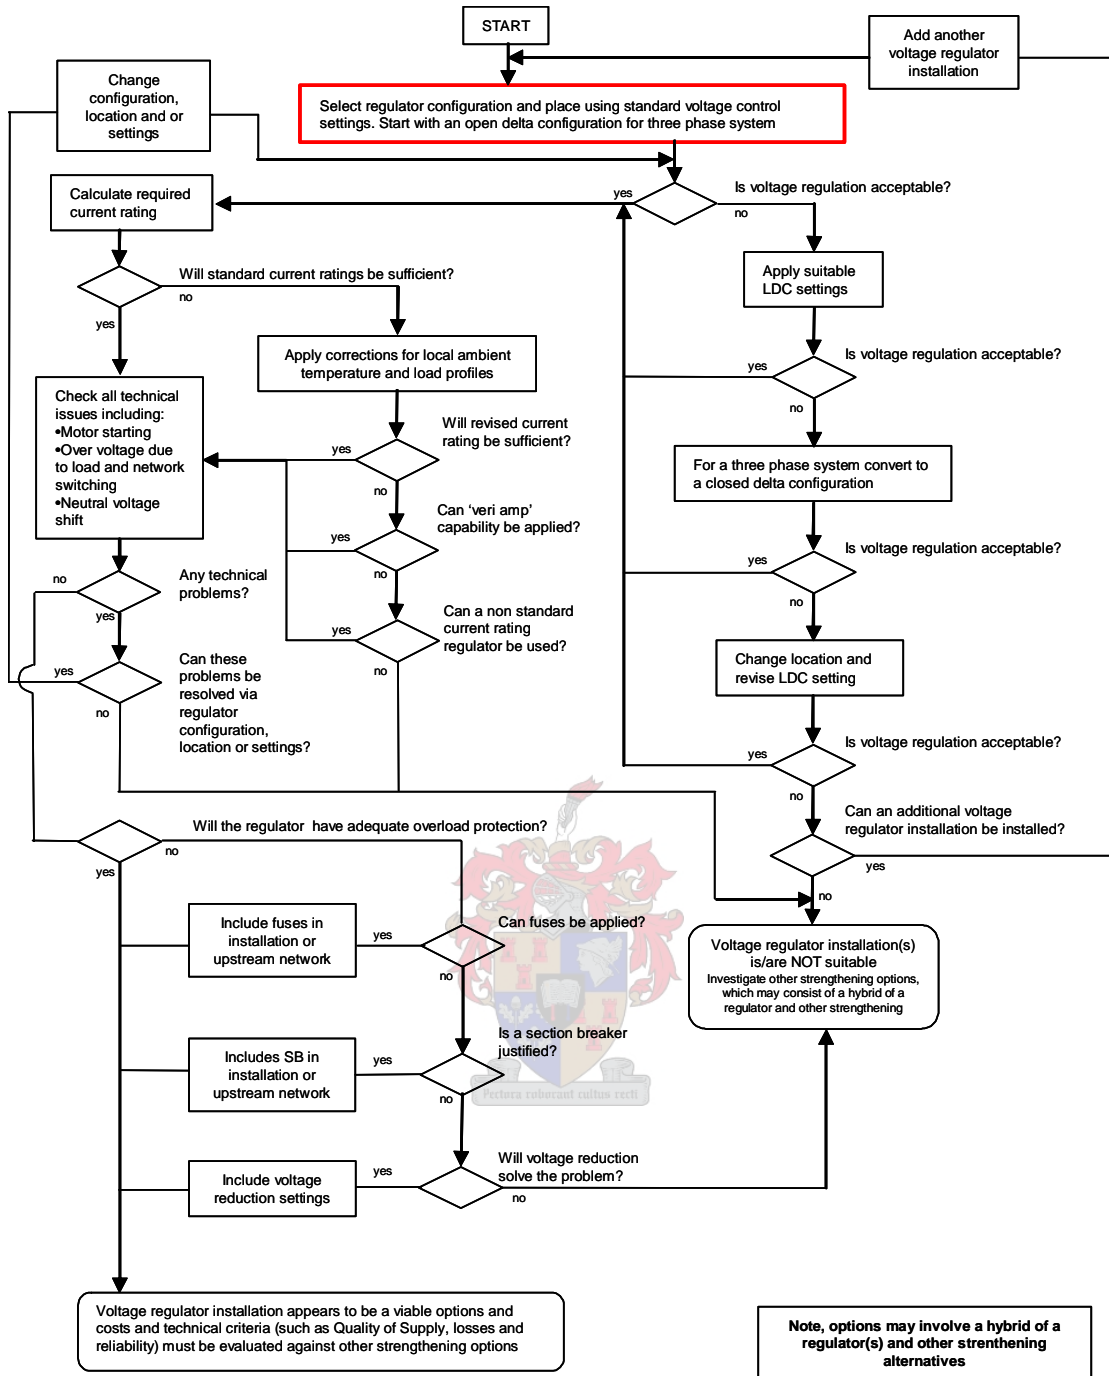 START
Add another
voltage regulator
installation
Change
configuration,
location and or
settings
Select regulator configuration and place using standard voltage control
settings. Start with an open delta configuration for three phase system
Calculate required
current rating
yes
Is voltage regulation acceptable?
no
Apply suitable
LDC settings
Will standard current ratings be sufficient?
no
yes
Apply corrections for local ambient
temperature and load profiles
Is voltage regulation acceptable?
yes
no
Check all technical
issues including:
•Motor starting
•Over voltage due
to load and network
switching
•Neutral voltage
shift
Will revised current
rating be sufficient?
yes
no
For a three phase system convert to
a closed delta configuration
Can ‘veri amp’
capability be applied?
yes
no
Is voltage regulation acceptable?
yes
no
no
Any technical
problems?
yes
Can a non standard
current rating
regulator be used?
yes
no
Change location and
revise LDC setting
yes
Can these
problems be
resolved via
regulator
configuration,
location or settings?
no
Is voltage regulation acceptable?
yes
no
Can an additional voltage
regulator installation be installed?
yes
no
Will the regulator have adequate overload protection?
no
yes
Include fuses in
installation or
upstream network
yes
Can fuses be applied?
no
Voltage regulator installation(s)
is/are NOT suitable
Investigate other strengthening options,
which may consist of a hybrid of a
regulator and other strengthening
Includes SB in
installation or
upstream network
yes
Is a section breaker
justified?
no
Pectora roborant cultus recti
Include voltage
reduction settings
yes
Will voltage reduction
solve the problem?
no
Voltage regulator installation appears to be a viable options and
costs and technical criteria (such as Quality of Supply, losses and
reliability) must be evaluated against other strengthening options
Note, options may involve a hybrid of a
regulator(s) and other strenthening
alternatives